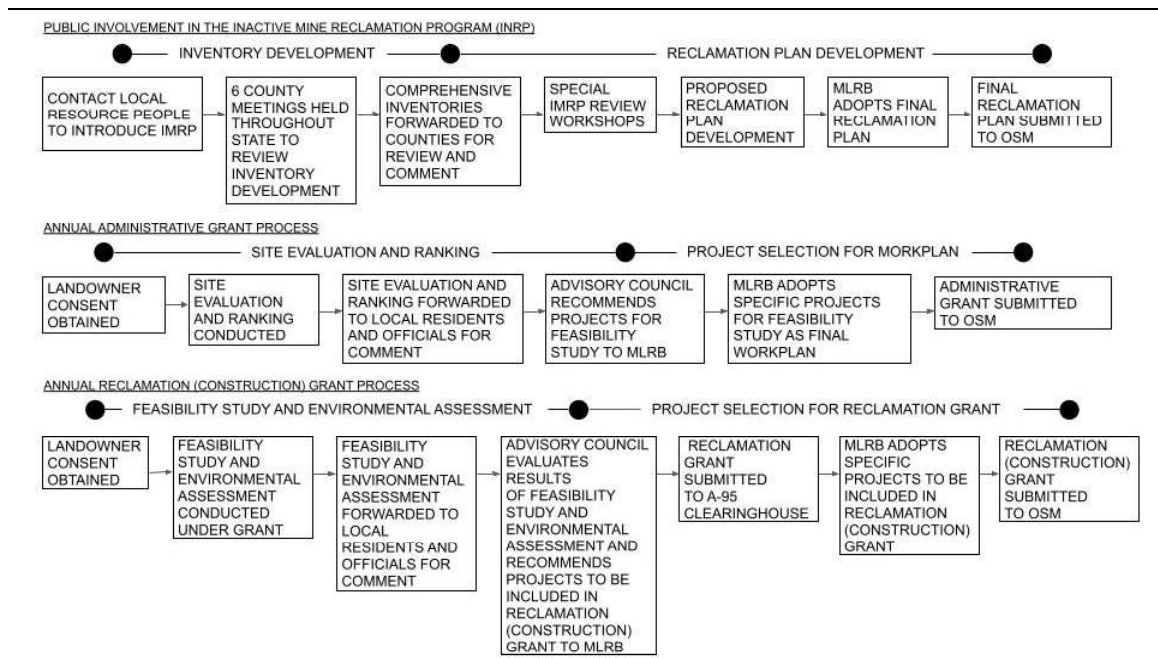 PUBLIC INVOLVEMENT IN THE INACTIVE MINE RECLAMATION PROGRAM (INRP)
INVENTORY DEVELOPMENT
RECLAMATION PLAN DEVELOPMENT
CONTACT LOCAL
RESOURCE PEOPLE
TO INTRODUCE IMRP
6 COUNTY
MEETINGS HELD
THROUGHOUT
STATE TO
REVIEW
INVENTORY
DEVELOPMENT
COMPREHENSIVE
INVENTORIES
FORWARDED TO
COUNTIES FOR
REVIEW AND
COMMENT
SPECIAL
IMRP REVIEW
WORKSHOPS
PROPOSED
RECLAMATION
PLAN
DEVELOPMENT
MLRB
ADOPTS FINAL
RECLAMATION
PLAN
FINAL
RECLAMATION
PLAN SUBMITTED
TO OSM
ANNUAL ADMINISTRATIVE GRANT PROCESS
SITE EVALUATION AND RANKING
PROJECT SELECTION FOR MORKPLAN
LANDOWNER
CONSENT
OBTAINED
SITE
EVALUATION
AND RANKING
CONDUCTED
SITE EVALUATION AND
RANKING FORWARDED
TO LOCAL RESIDENTS
AND OFFICIALS FOR
COMMENT
ADVISORY COUNCIL
RECOMMENDS
PROJECTS FOR
FEASIBILITY
STUDY TO MLRB
MLRB ADOPTS
SPECIFIC PROJECTS
FOR FEASIBILITY
STUDY AS FINAL
WORKPLAN
ADMINISTRATIVE
GRANT SUBMITTED
TO OSM
ANNUAL RECLAMATION (CONSTRUCTION) GRANT PROCESS
FEASIBILITY STUDY AND ENVIRONMENTAL ASSESSMENT
PROJECT SELECTION FOR RECLAMATION GRANT
LANDOWNER
CONSENT
OBTAINED
FEASIBILITY
STUDY AND
ENVIRONMENTAL
ASSESSMENT
CONDUCTED
UNDER GRANT
FEASIBILITY
STUDY AND
ENVIRONMENTAL
ASSESSMENT
FORWARDED TO
LOCAL
RESIDENTS AND
OFFICIALS FOR
COMMENT
ADVISORY COUNCIL
EVALUATES
RESULTS
OF FEASIBILITY
STUDY AND
ENVIRONMENTAL
ASSESSMENT AND
RECOMMENDS
PROJECTS TO BE
INCLUDED IN
RECLAMATION
(CONSTRUCTION)
GRANT TO MLRB
RECLAMATION
GRANT
SUBMITTED
TO A-95
CLEARINGHOUSE
MLRB ADOPTS
SPECIFIC
PROJECTS TO BE
INCLUDED IN
RECLAMATION
(CONSTRUCTION)
GRANT
RECLAMATION
(CONSTRUCTION)
GRANT
SUBMITTED
TO OSM